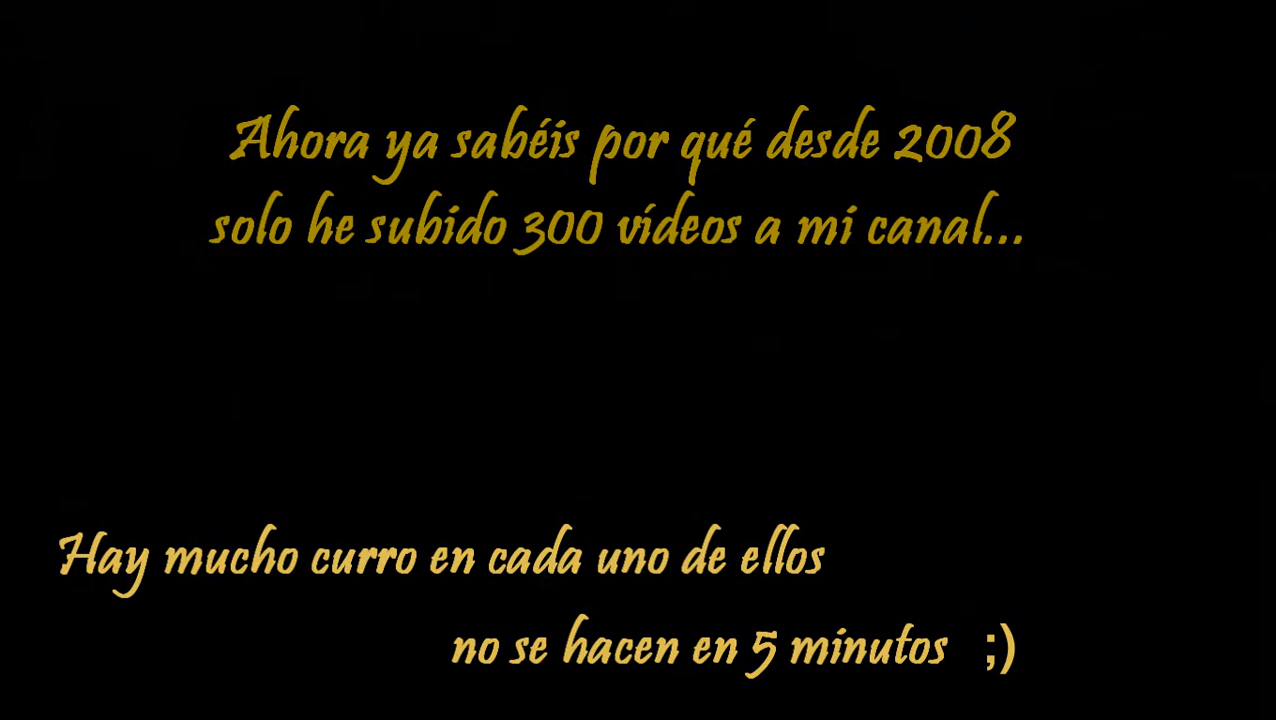 Ahora ya sabéis por qué desde 2008
solo he subido 300 vídeos a mi canal...
Hay mucho curro en cada uno de ellos
no se hacen en 5 minutos ;)